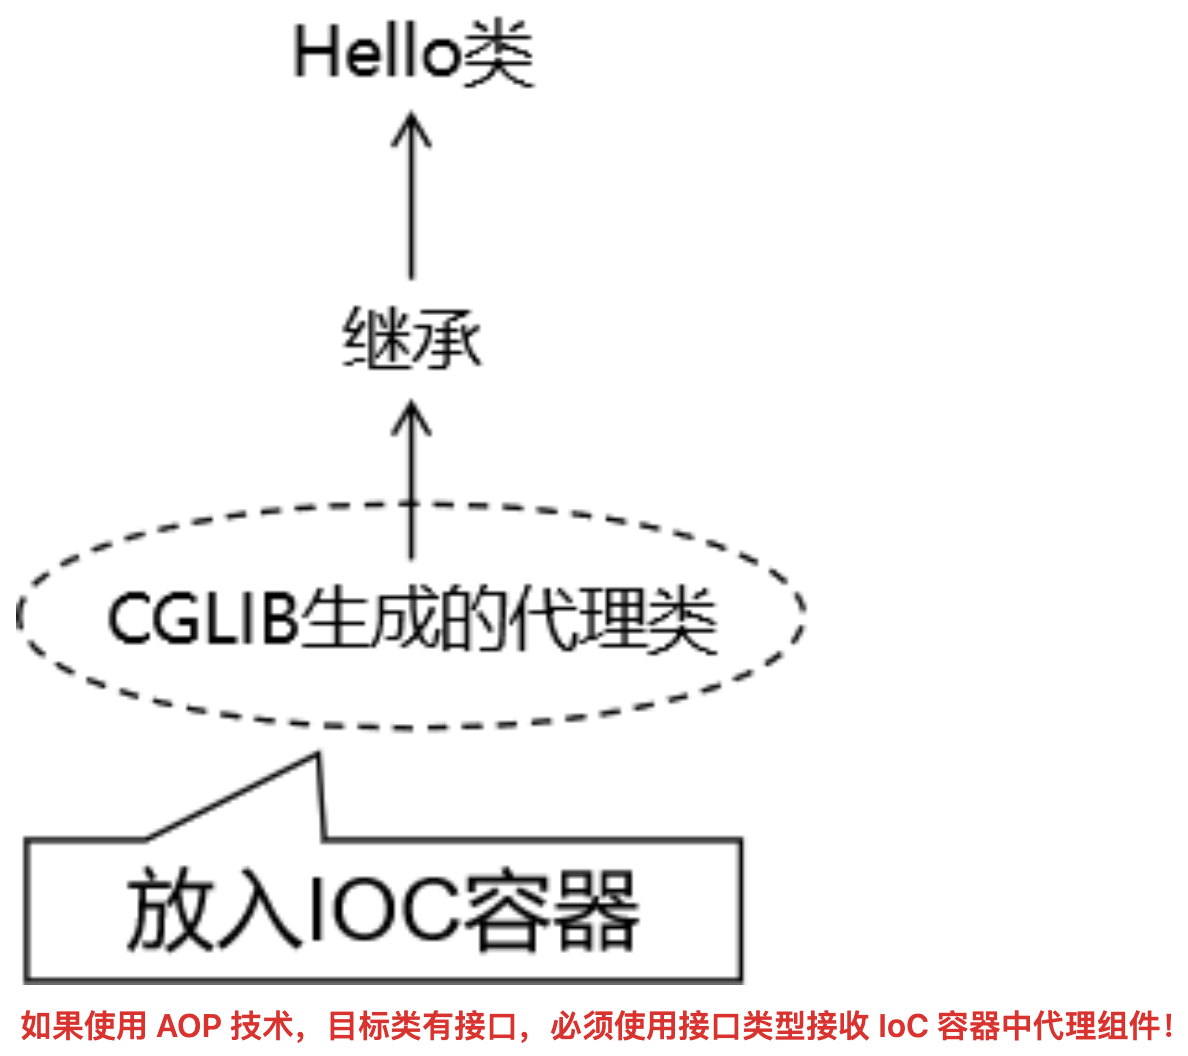 Hello类
继承
CGLIB生成的代理类
放入IOC容器
如果使用 AOP 技术，目标类有接口，必须使用接口类型接收 IoC 容器中代理组件！